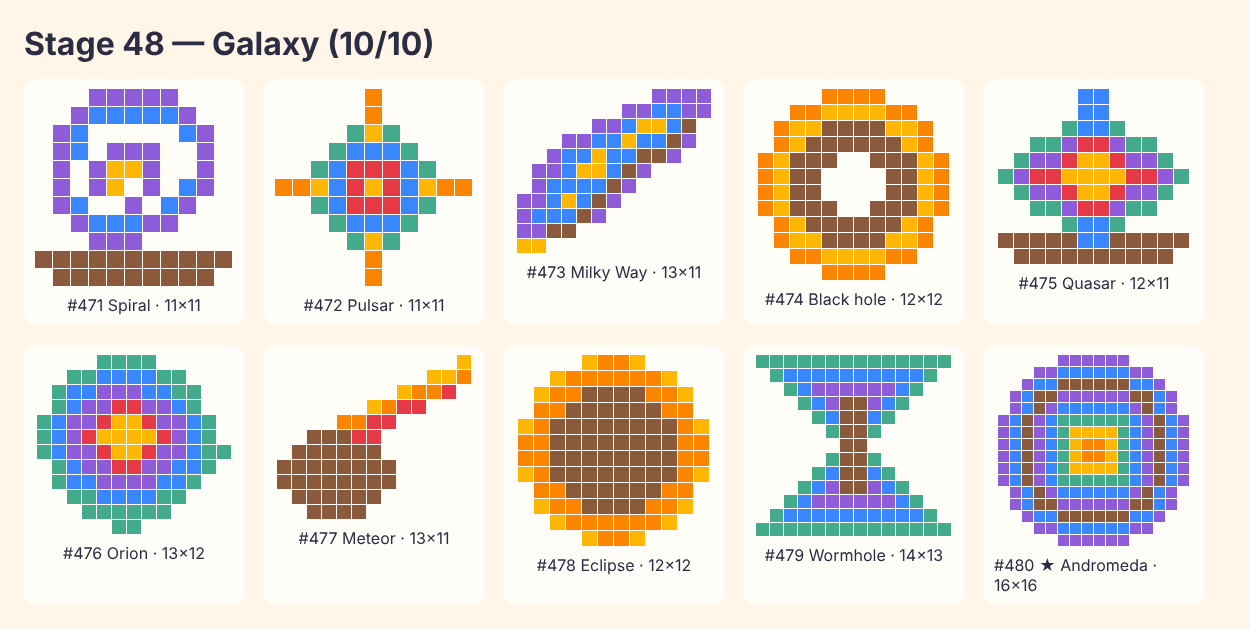 Stage 48 — Galaxy (10/10)
#471 Spiral · 11×11
#472 Pulsar · 11×11
#473 Milky Way · 13×11
#474 Black hole · 12×12
#475 Quasar · 12×11
#476 Orion · 13×12
#477 Meteor · 13×11
#478 Eclipse · 12×12
#479 Wormhole · 14×13
#480 ★ Andromeda ·
16×16